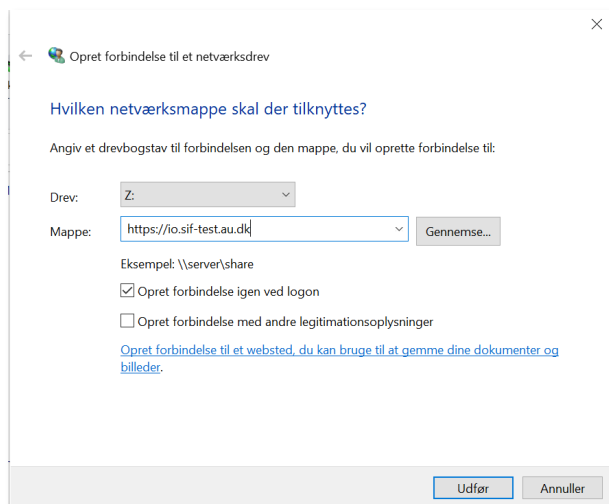 Opret forbindelse til et netværksdrev
Hvilken netværksmappe skal der tilknyttes?
Angiv et drevbogstav til forbindelsen og den mappe, du vil oprette forbindelse til:
Drev: Z:
Mappe: https://io.sif-test.au.dk Gennemse...
Eksempel: \\server\share
Opret forbindelse igen ved logon
Opret forbindelse med andre legitimationsoplysninger
Opret forbindelse til et websted, du kan bruge til at gemme dine dokumenter og
billeder.
Udfør Annuller